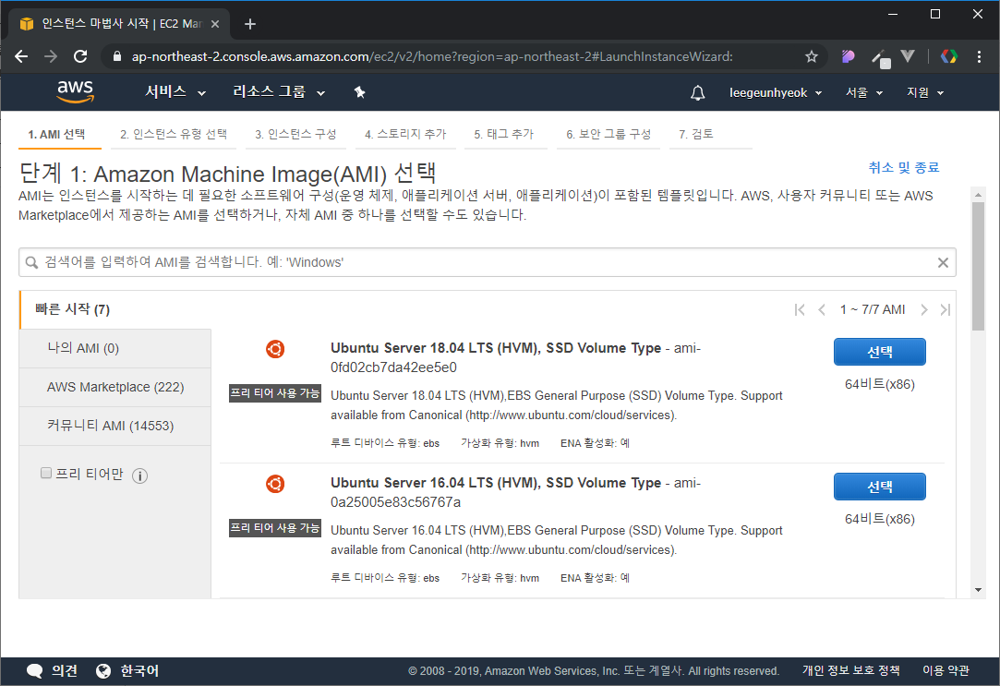 인스턴스 마법사 시작 | EC2 Man
ap-northeast-2.console.aws.amazon.com/ec2/v2/home?region=ap-northeast-2#LaunchInstanceWizard:
aws 서비스 리소스 그룹 leegeunhyeok 서울 지원
1. AMI 선택 2. 인스턴스 유형 선택 3. 인스턴스 구성 4. 스토리지 추가 5. 태그 추가 6. 보안 그룹 구성 7. 검토
단계 1: Amazon Machine Image(AMI) 선택 취소 및 종료
AMI는 인스턴스를 시작하는 데 필요한 소프트웨어 구성(운영 체제, 애플리케이션 서버, 애플리케이션)이 포함된 템플릿입니다. AWS, 사용자 커뮤니티 또는 AWS
Marketplace에서 제공하는 AMI를 선택하거나, 자체 AMI 중 하나를 선택할 수도 있습니다.
검색어를 입력하여 AMI를 검색합니다. 예: 'Windows'
빠른 시작 (7) 1 ~ 7/7 AMI
나의 AMI (0)
AWS Marketplace (222)
커뮤니티 AMI (14553)
프리 티어만
Ubuntu Server 18.04 LTS (HVM), SSD Volume Type - ami-
0fd02cb7da42ee5e0
선택
64비트(x86)
프리 티어 사용 가능
Ubuntu Server 18.04 LTS (HVM),EBS General Purpose (SSD) Volume Type. Support
available from Canonical (http://www.ubuntu.com/cloud/services).
루트 디바이스 유형: ebs 가상화 유형: hvm ENA 활성화: 예
Ubuntu Server 16.04 LTS (HVM), SSD Volume Type - ami-
0a25005e83c56767a
선택
64비트(x86)
프리 티어 사용 가능
Ubuntu Server 16.04 LTS (HVM),EBS General Purpose (SSD) Volume Type. Support
available from Canonical (http://www.ubuntu.com/cloud/services).
루트 디바이스 유형: ebs 가상화 유형: hvm ENA 활성화: 예
의견 한국어 © 2008 - 2019, Amazon Web Services, Inc. 또는 계열사. All rights reserved. 개인 정보 보호 정책 이용 약관